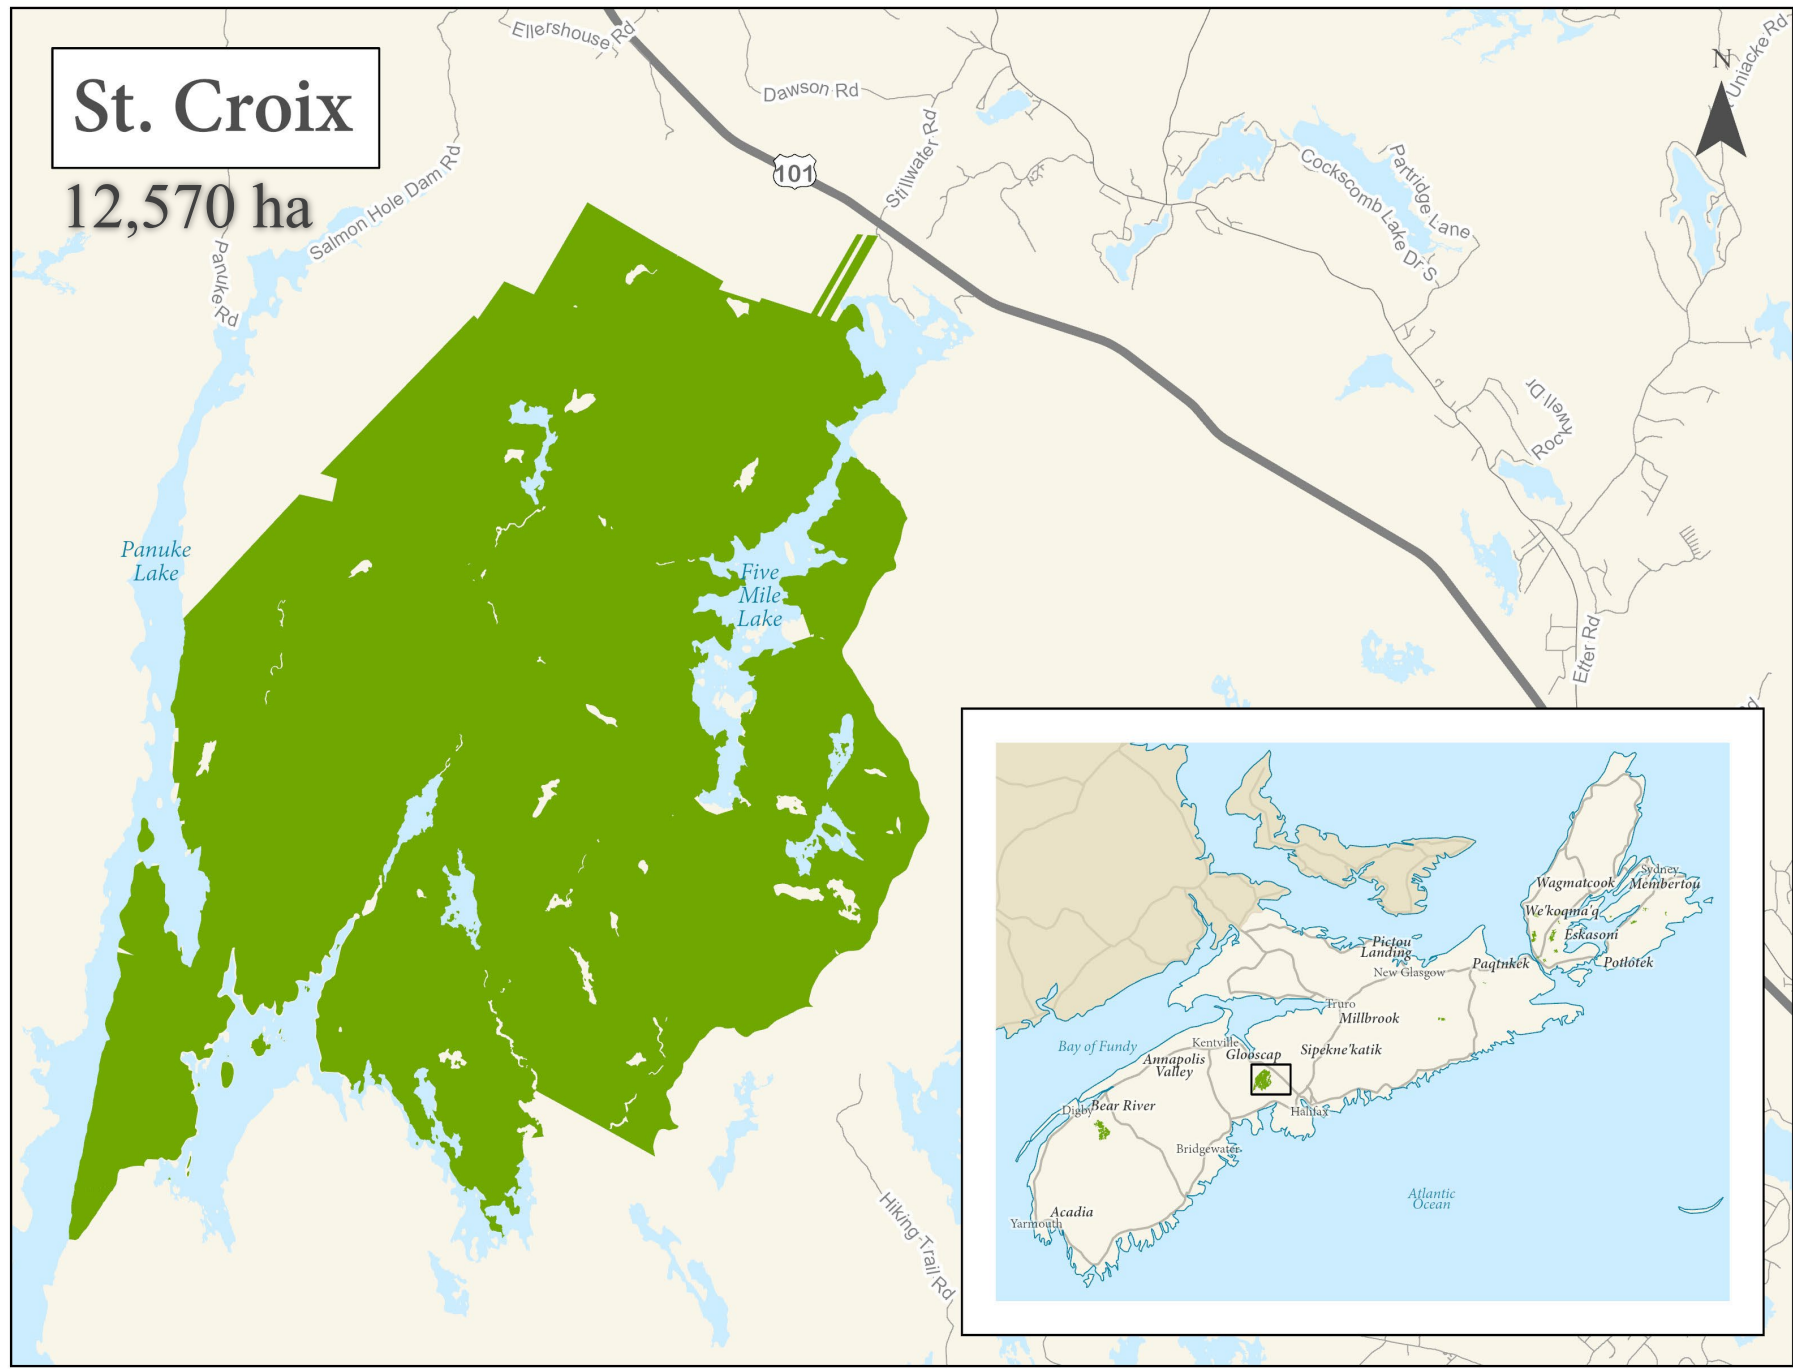 St. Croix
12,570 ha
Ellershouse Rd
Dawson Rd
N
Uniacke Rd
101
Stillwater Rd
Salmon Hole Dam Rd
Panuke Rd
Partridge Lane
Cockscomb Lake Dr S
Rockwell Dr
Panuke
Lake
Five
Mile
Lake
Etter Rd
Hiking Trail Rd
Sydney
Wagmatcook
Membertou
We'koqma'q
Eskasoni
Pictou
Landing
Paqtnkek
Potlotek
New Glasgow
Truro
Millbrook
Bay of Fundy
Kentville
Glooscap
Sipekne'katik
Annapolis
Valley
Digby
Bear River
Halifax
Bridgewater
Atlantic
Ocean
Acadia
Yarmouth